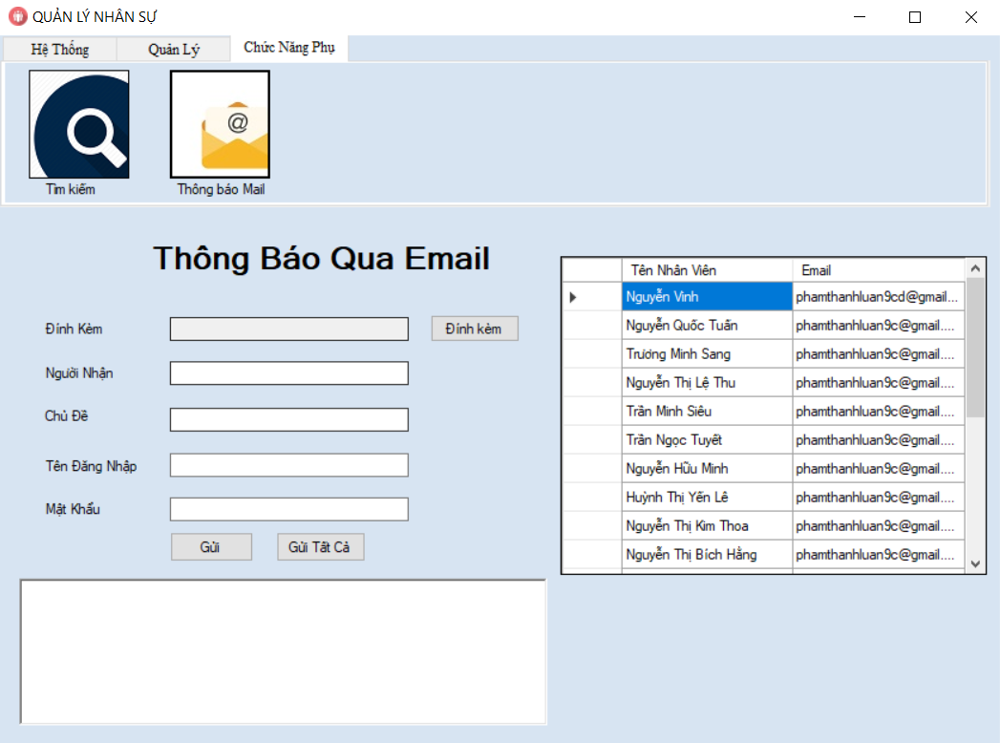 QUẢN LÝ NHÂN SỰ
Hệ Thống Quản Lý Chức Năng Phụ
@
Tìm kiếm Thông báo Mail
Thông Báo Qua Email
Đính Kèm Đính kèm
Người Nhận
Chủ Đề
Tên Đăng Nhập
Mật Khẩu
Gửi Gửi Tất Cả
Tên Nhân Viên Email
Nguyễn Vinh phamthanhluan9cd@gmail...
Nguyễn Quốc Tuấn phamthanhluan9c@gmail....
Trương Minh Sang phamthanhluan9c@gmail....
Nguyễn Thị Lệ Thu phamthanhluan9c@gmail....
Trần Minh Siêu phamthanhluan9c@gmail....
Trần Ngọc Tuyết phamthanhluan9c@gmail....
Nguyễn Hữu Minh phamthanhluan9c@gmail....
Huỳnh Thị Yến Lê phamthanhluan9c@gmail....
Nguyễn Thị Kim Thoa phamthanhluan9c@gmail....
Nguyễn Thị Bích Hằng phamthanhluan9c@gmail....